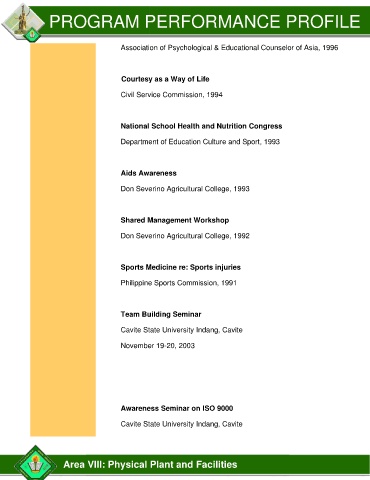 PROGRAM PERFORMANCE PROFILE
Association of Psychological & Educational Counselor of Asia, 1996
Courtesy as a Way of Life
Civil Service Commission, 1994
National School Health and Nutrition Congress
Department of Education Culture and Sport, 1993
Aids Awareness
Don Severino Agricultural College, 1993
Shared Management Workshop
Don Severino Agricultural College, 1992
Sports Medicine re: Sports injuries
Philippine Sports Commission, 1991
Team Building Seminar
Cavite State University Indang, Cavite
November 19-20, 2003
Awareness Seminar on ISO 9000
Cavite State University Indang, Cavite
Area VIII: Physical Plant and Facilities